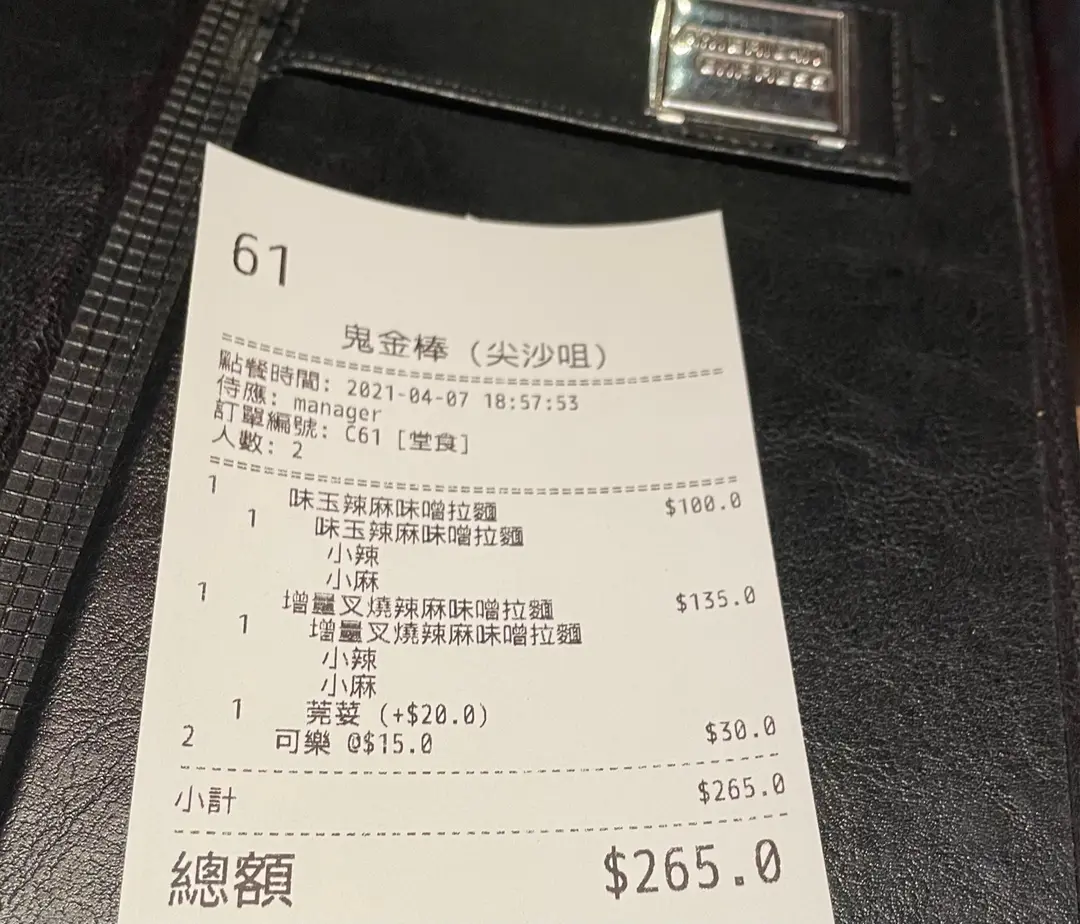 61
鬼金棒（尖沙咀）
點餐時間: 2021-04-07 18:57:53
侍應: manager
訂單編號: C61 [堂食]
人數: 2
1 味玉辣麻味噌拉麵 $100.0
1 味玉辣麻味噌拉麵
小辣
小麻
1 增量叉燒辣麻味噌拉麵 $135.0
1 增量叉燒辣麻味噌拉麵
小辣
小麻
1 莞荽 (+$20.0)
2 可樂 @$15.0 $30.0
小計 $265.0
總額 $265.0